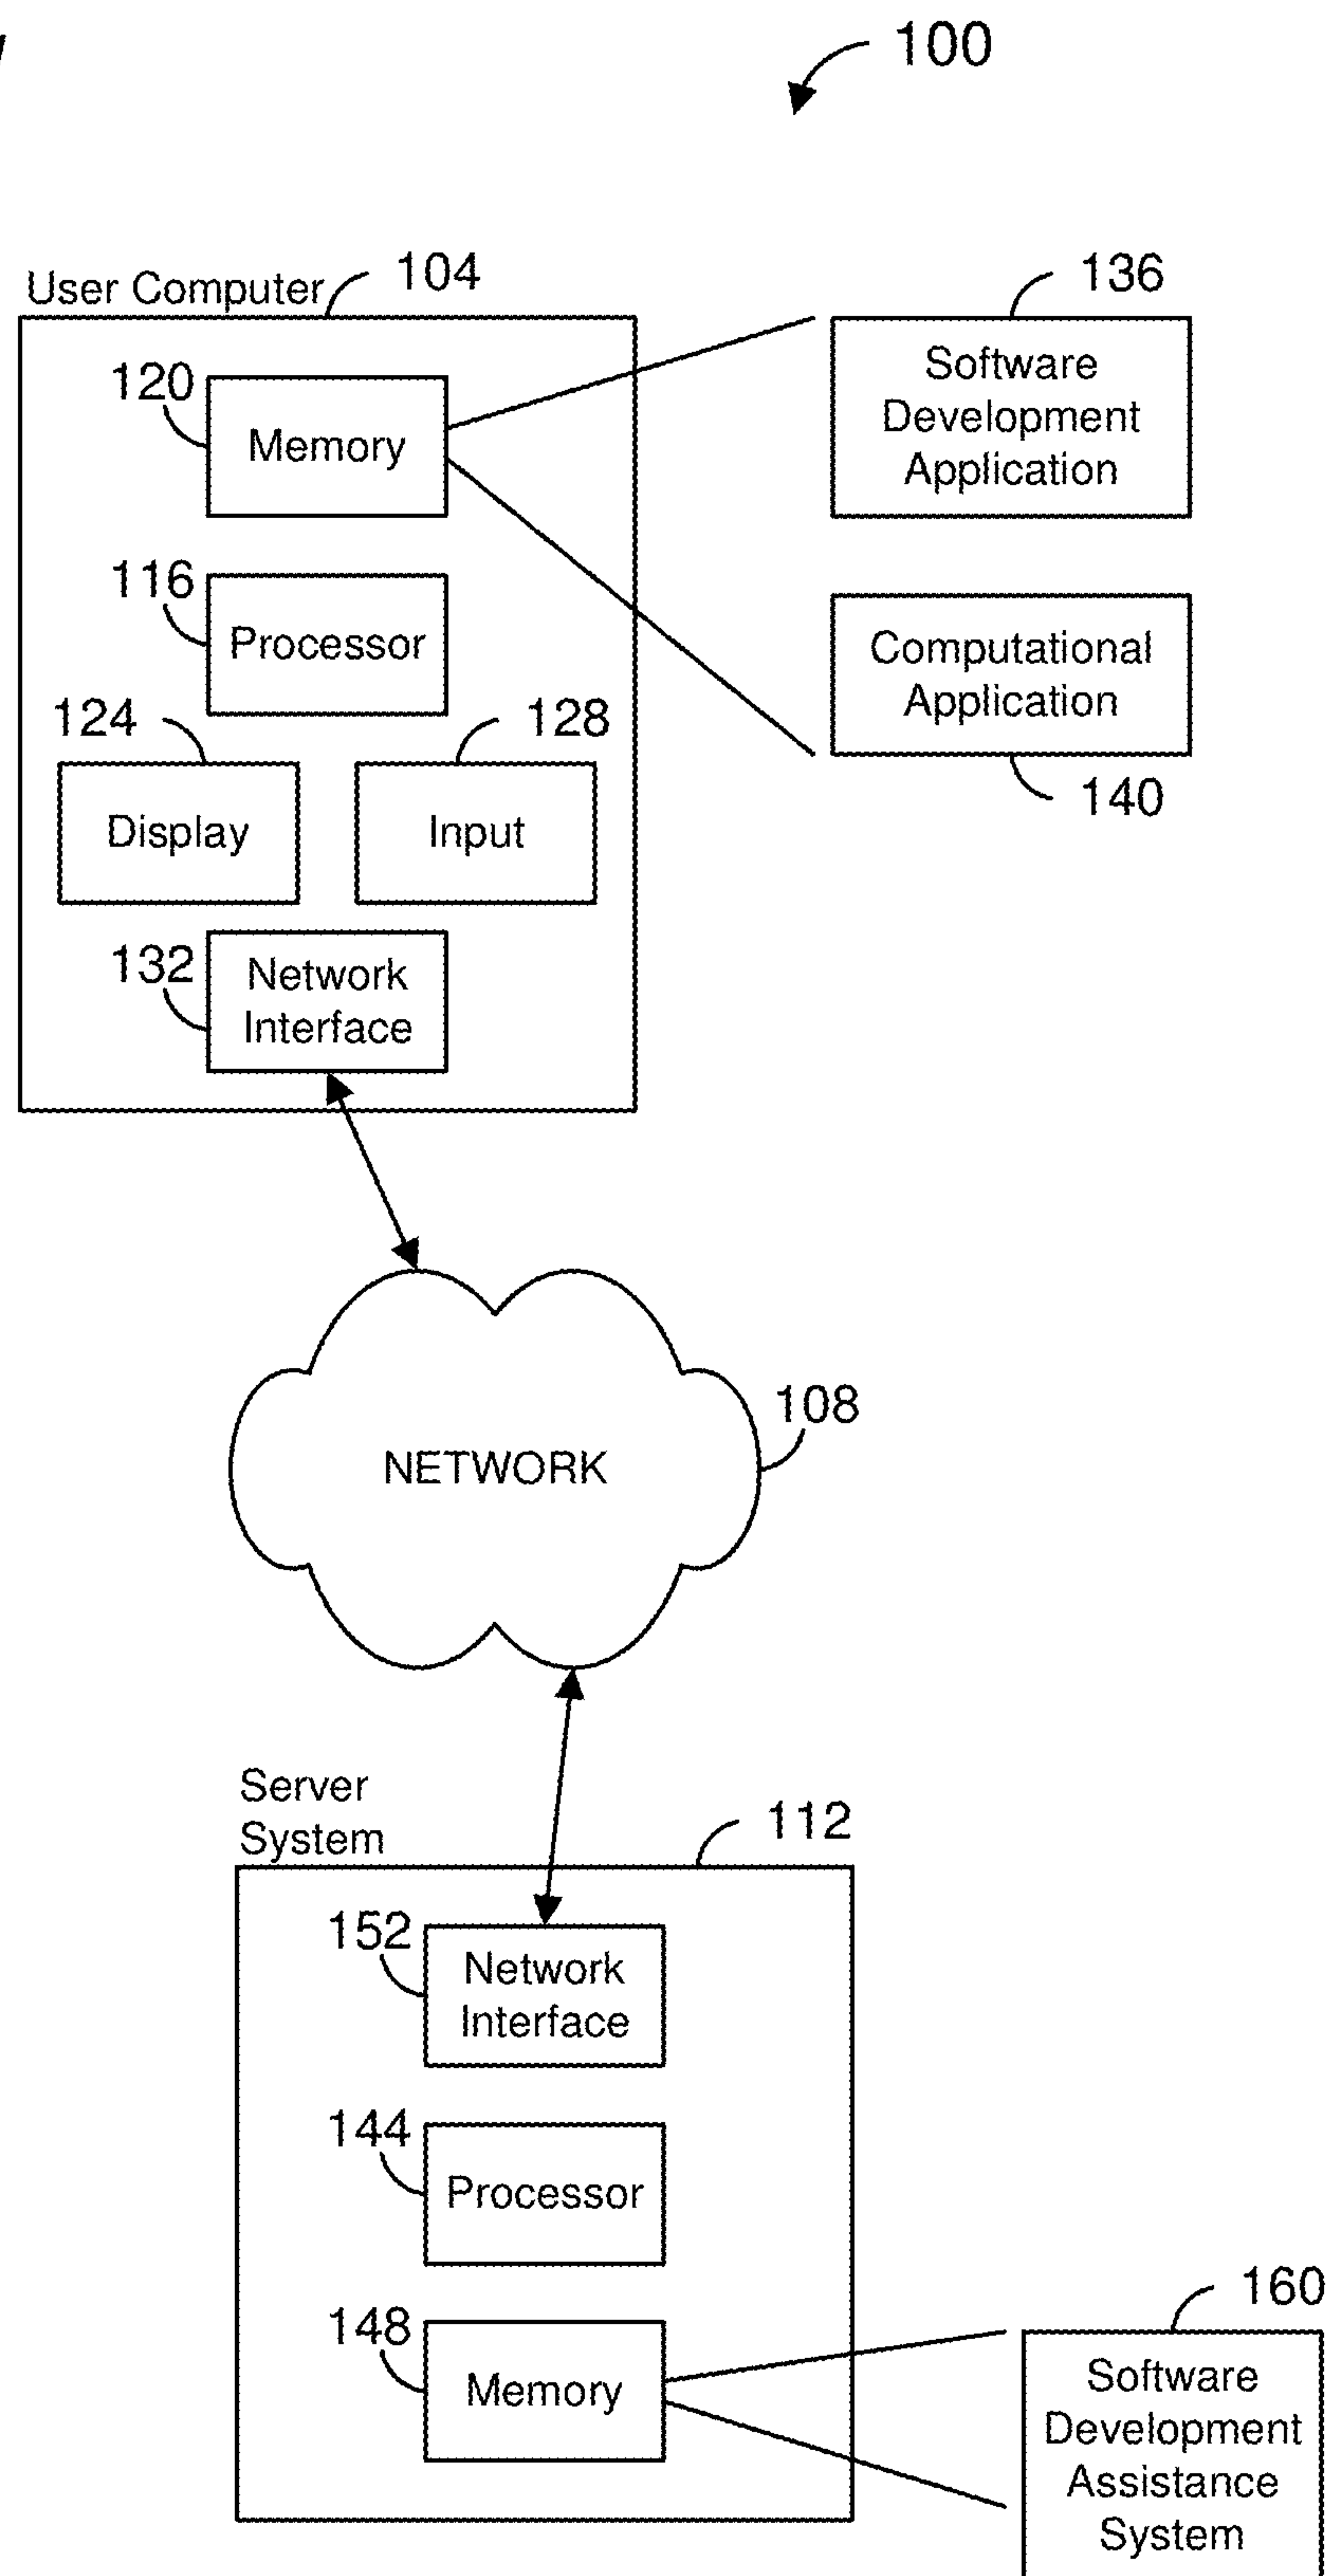 100
User Computer
104
120
Memory
116
Processor
124
128
Display
Input
132
Network
Interface
136
Software
Development
Application
Computational
Application
140
108
NETWORK
Server
System
112
152
Network
Interface
144
Processor
148
Memory
160
Software
Development
Assistance
System